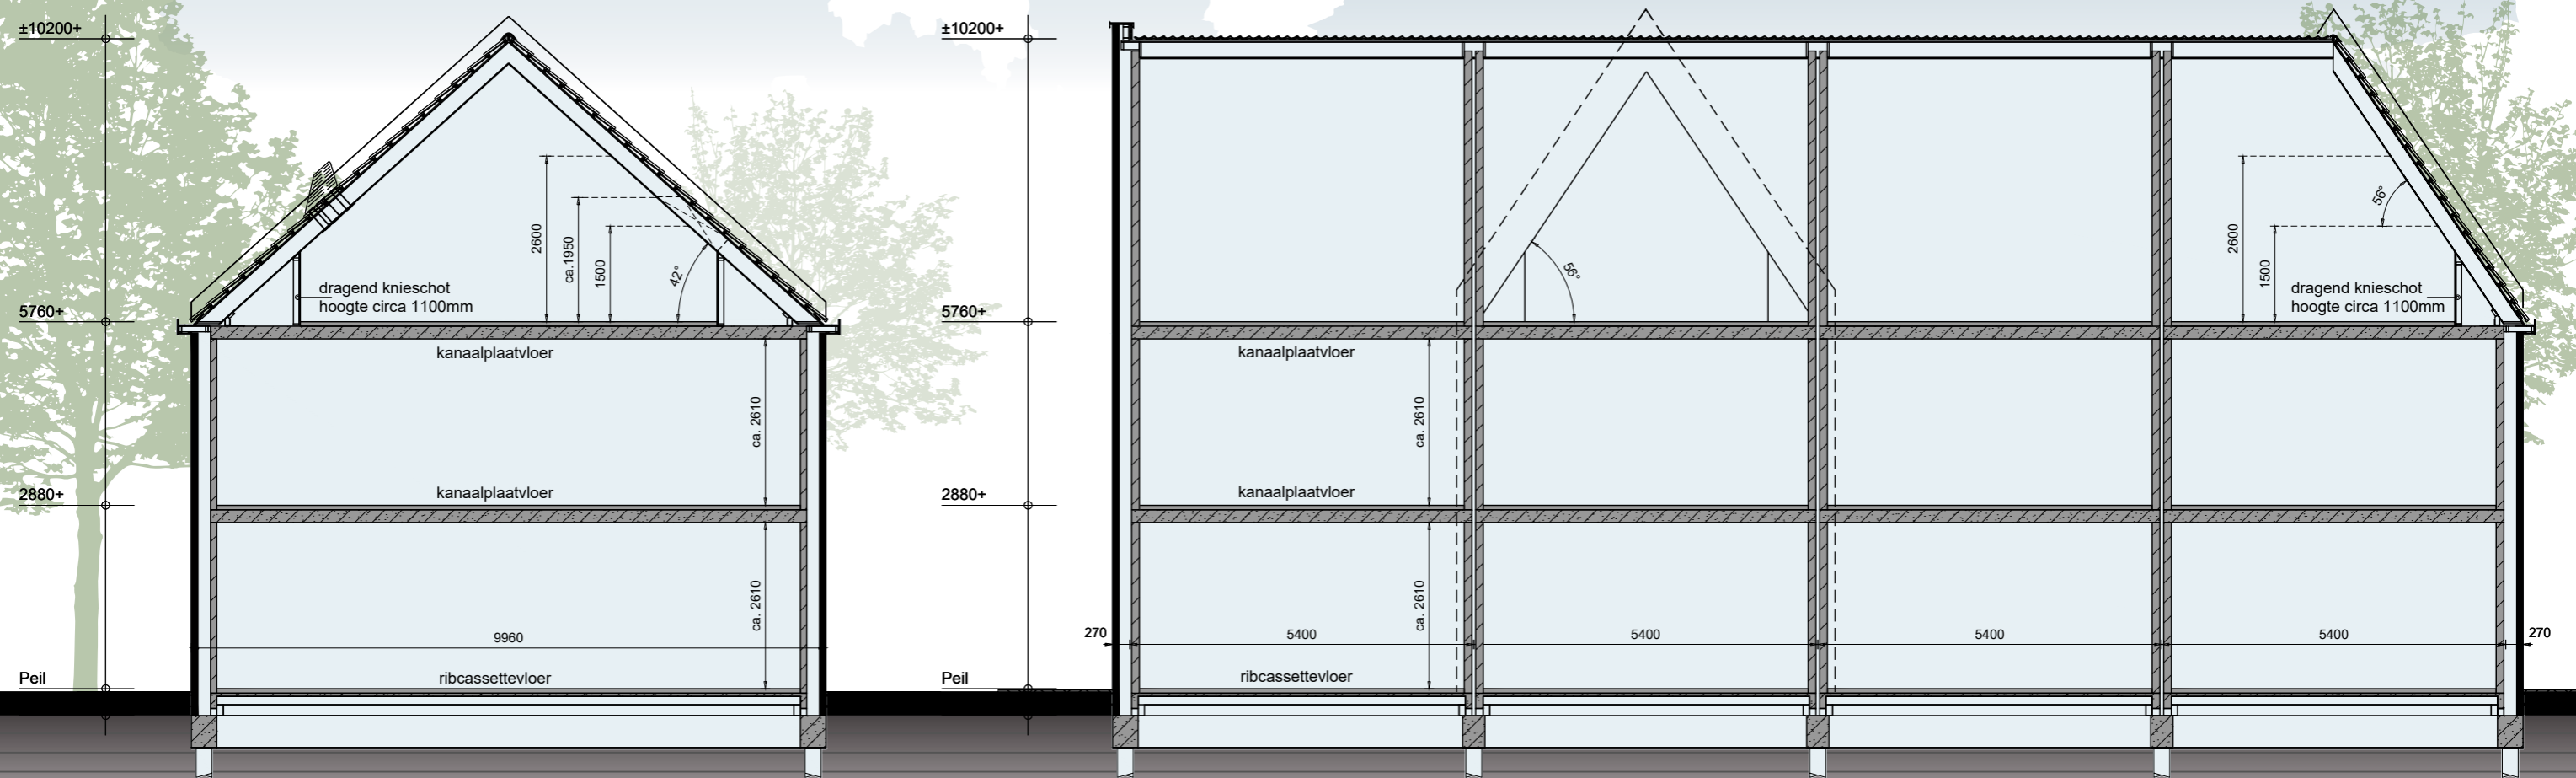 ±10200+
5760+
2880+
Peil
2600
ca.1950
1500
42°
dragend knieschot
hoogte circa 1100mm
kanaalplaatvloer
ca. 2610
kanaalplaatvloer
ca. 2610
9960
ribcassettevloer
±10200+
5760+
2880+
Peil
56°
2600
1500
56°
dragend knieschot
hoogte circa 1100mm
kanaalplaatvloer
ca. 2610
kanaalplaatvloer
ca. 2610
270
5400
5400
5400
5400
270
ribcassettevloer